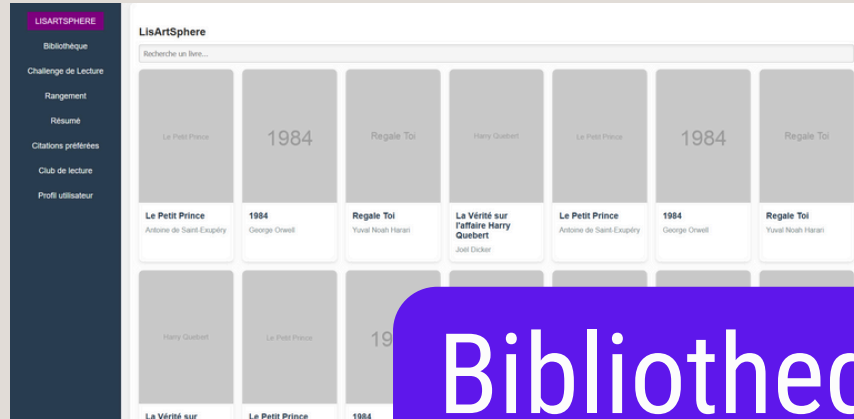 LISARTSPHERE
Bibliothèque
Challenge de Lecture
Rangement
Résumé
Citations préférées
Club de lecture
Profil utilisateur
LisArtSphere
Recherche un livre...
Le Petit Prince
1984
Regale Toi
Harry Quebert
Le Petit Prince
1984
Regale Toi
Le Petit Prince
Antoine de Saint-Exupéry
1984
George Orwell
Regale Toi
Yuval Noah Harari
La Vérité sur
l'affaire Harry
Quebert
Joël Dicker
Le Petit Prince
Antoine de Saint-Exupéry
1984
George Orwell
Regale Toi
Yuval Noah Harari
Harry Quebert
Le Petit Prince
19
La Vérité sur
Le Petit Prince
1984
Bibliothe